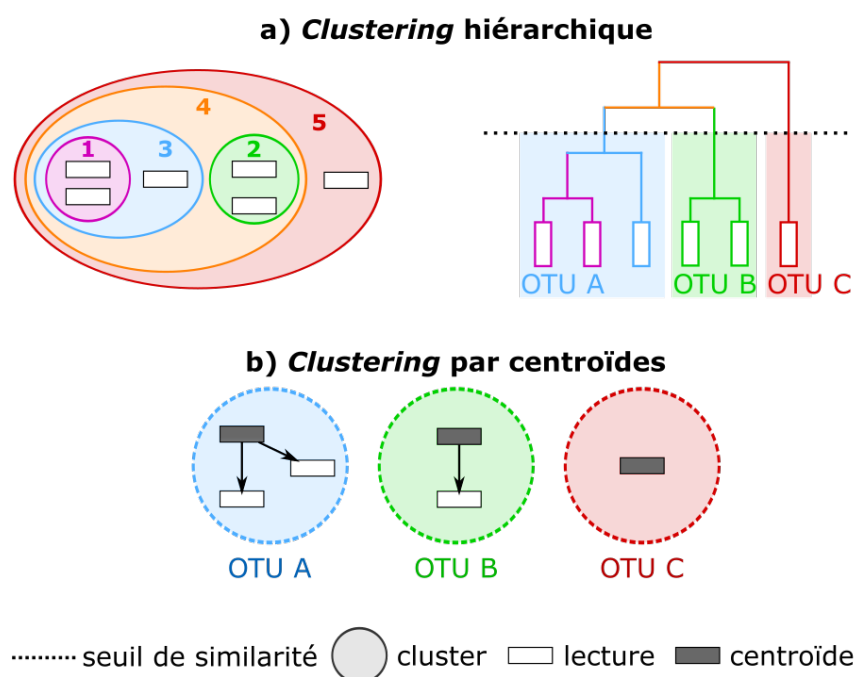 a) Clustering hiérarchique
4
5
1
3
2
OTU A
OTU B
OTU C
b) Clustering par centroïdes
OTU A
OTU B
OTU C
seuil de similarité
cluster
lecture
centroïde